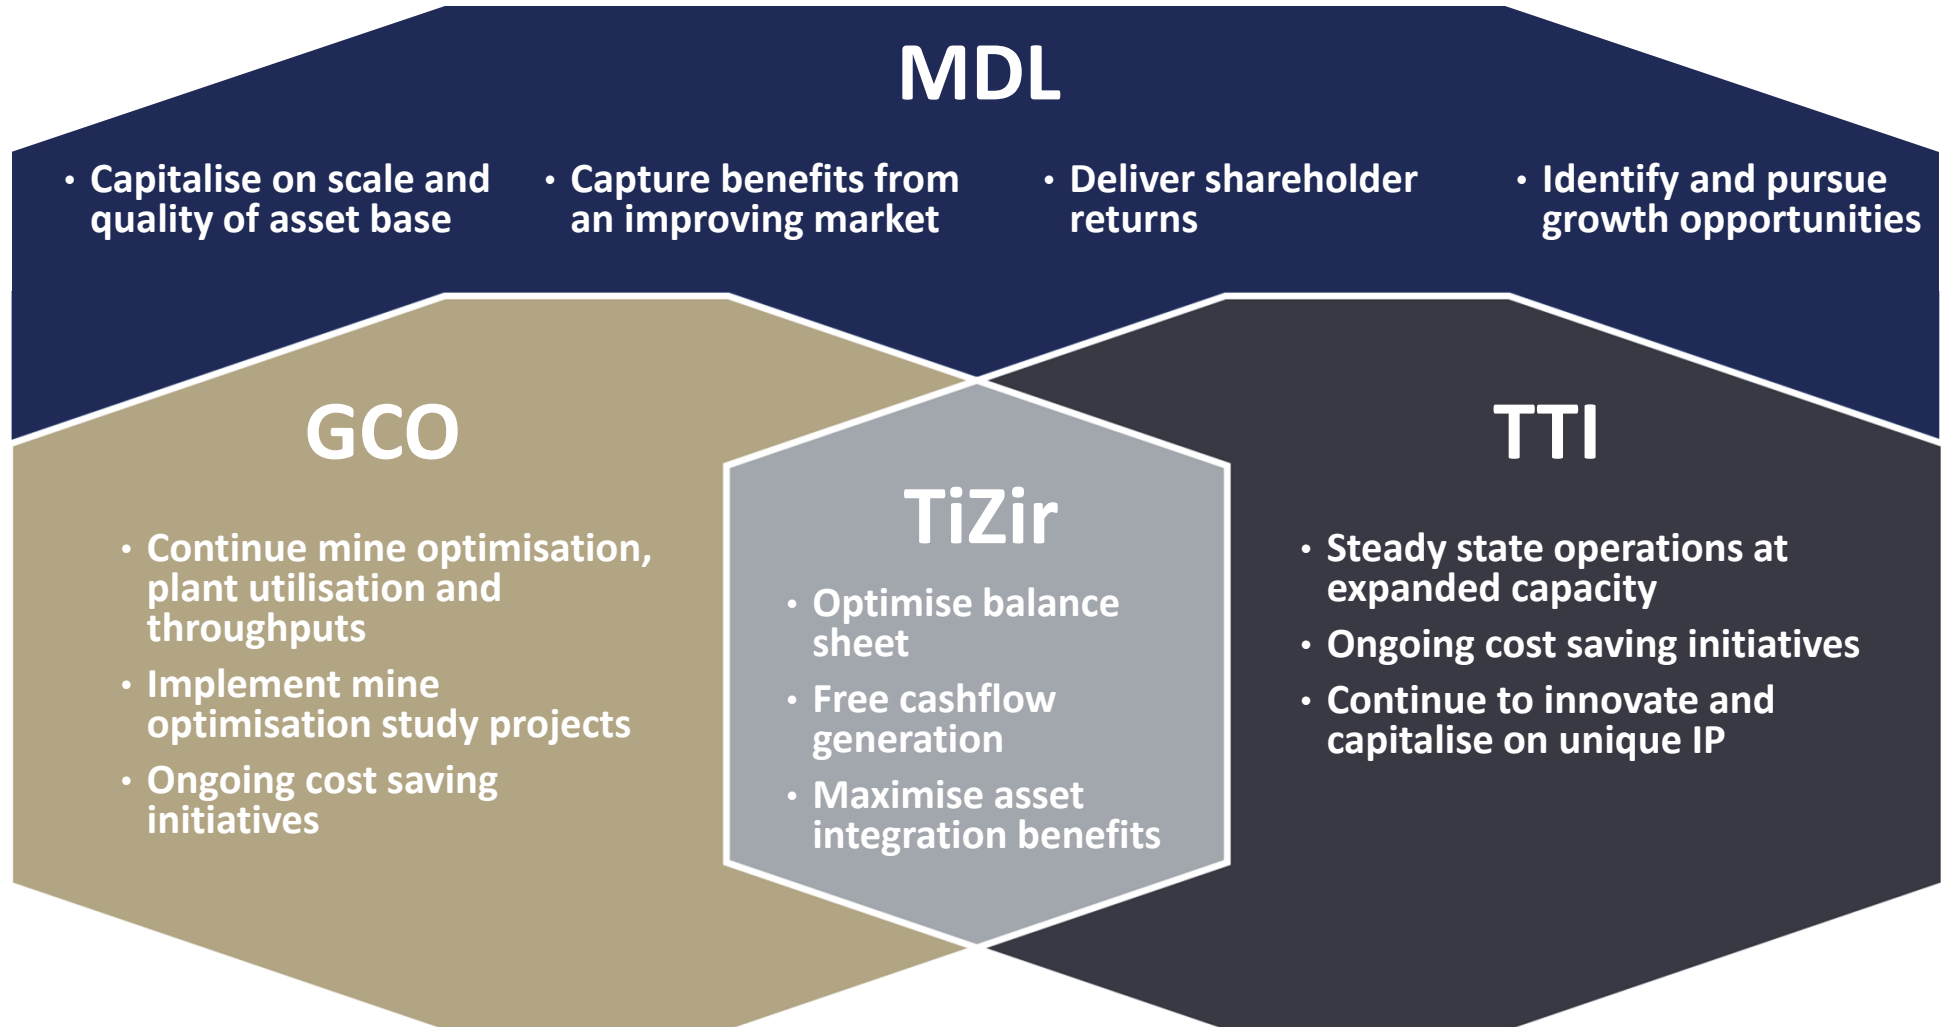 MDL
• Capitalise on scale and
quality of asset base
• Capture benefits from
an improving market
• Deliver shareholder
returns
• Identify and pursue
growth opportunities
GCO
• Continue mine optimisation,
plant utilisation and
throughputs
• Implement mine
optimisation study projects
• Ongoing cost saving
initiatives
TiZir
• Optimise balance
sheet
• Free cashflow
generation
• Maximise asset
integration benefits
TTI
• Steady state operations at
expanded capacity
• Ongoing cost saving initiatives
• Continue to innovate and
capitalise on unique IP